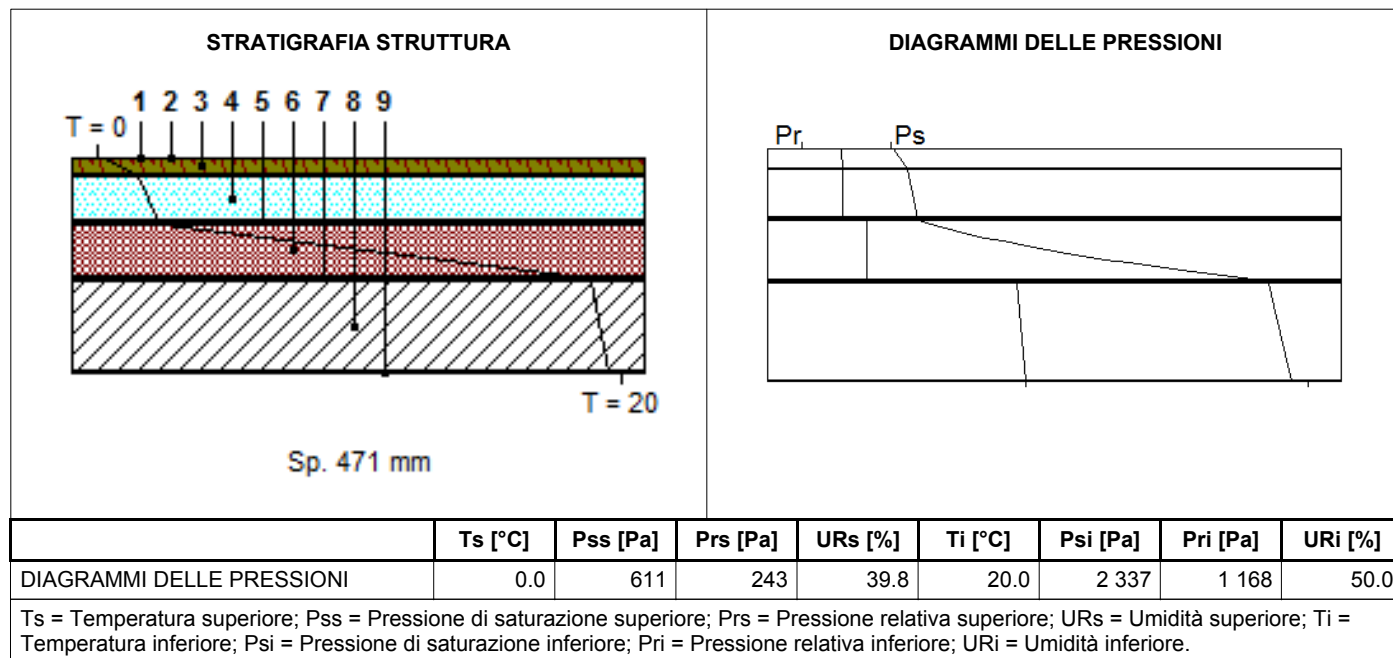 STRATIGRAFIA STRUTTURA
1 2 3 4 5 6 7 8 9
T = 0
T = 20
Sp. 471 mm
DIAGRAMMI DELLE PRESSIONI
Pr Ps
Ts [°C] Pss [Pa] Prs [Pa] URs [%] Ti [°C] Psi [Pa] Pri [Pa] URi [%]
DIAGRAMMI DELLE PRESSIONI 0.0 611 243 39.8 20.0 2 337 1 168 50.0
Ts = Temperatura superiore; Pss = Pressione di saturazione superiore; Prs = Pressione relativa superiore; URs = Umidità superiore; Ti =
Temperatura inferiore; Psi = Pressione di saturazione inferiore; Pri = Pressione relativa inferiore; URi = Umidità inferiore.